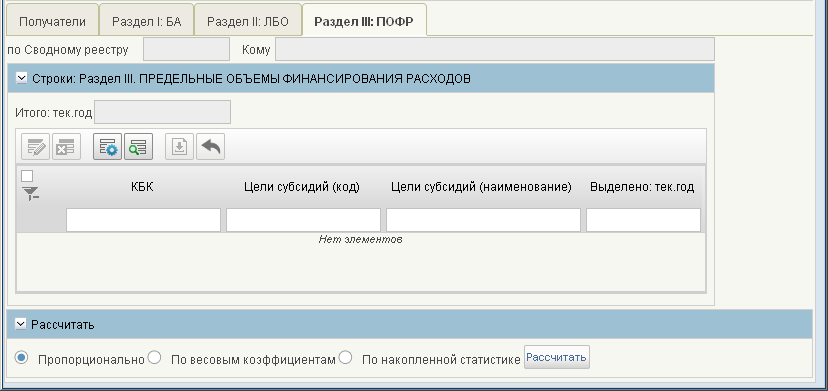 Получатели Раздел I: БА Раздел II: ЛБО Раздел III: ПОФР
по Сводному реестру Кому
Строки: Раздел III. ПРЕДЕЛЬНЫЕ ОБЪЕМЫ ФИНАНСИРОВАНИЯ РАСХОДОВ
Итого: тек.год
КБК Цели субсидий (код) Цели субсидий (наименование) Выделено: тек.год
Нет элементов
Рассчитать
Пропорционально По весовым коэффициентам По накопленной статистике Рассчитать